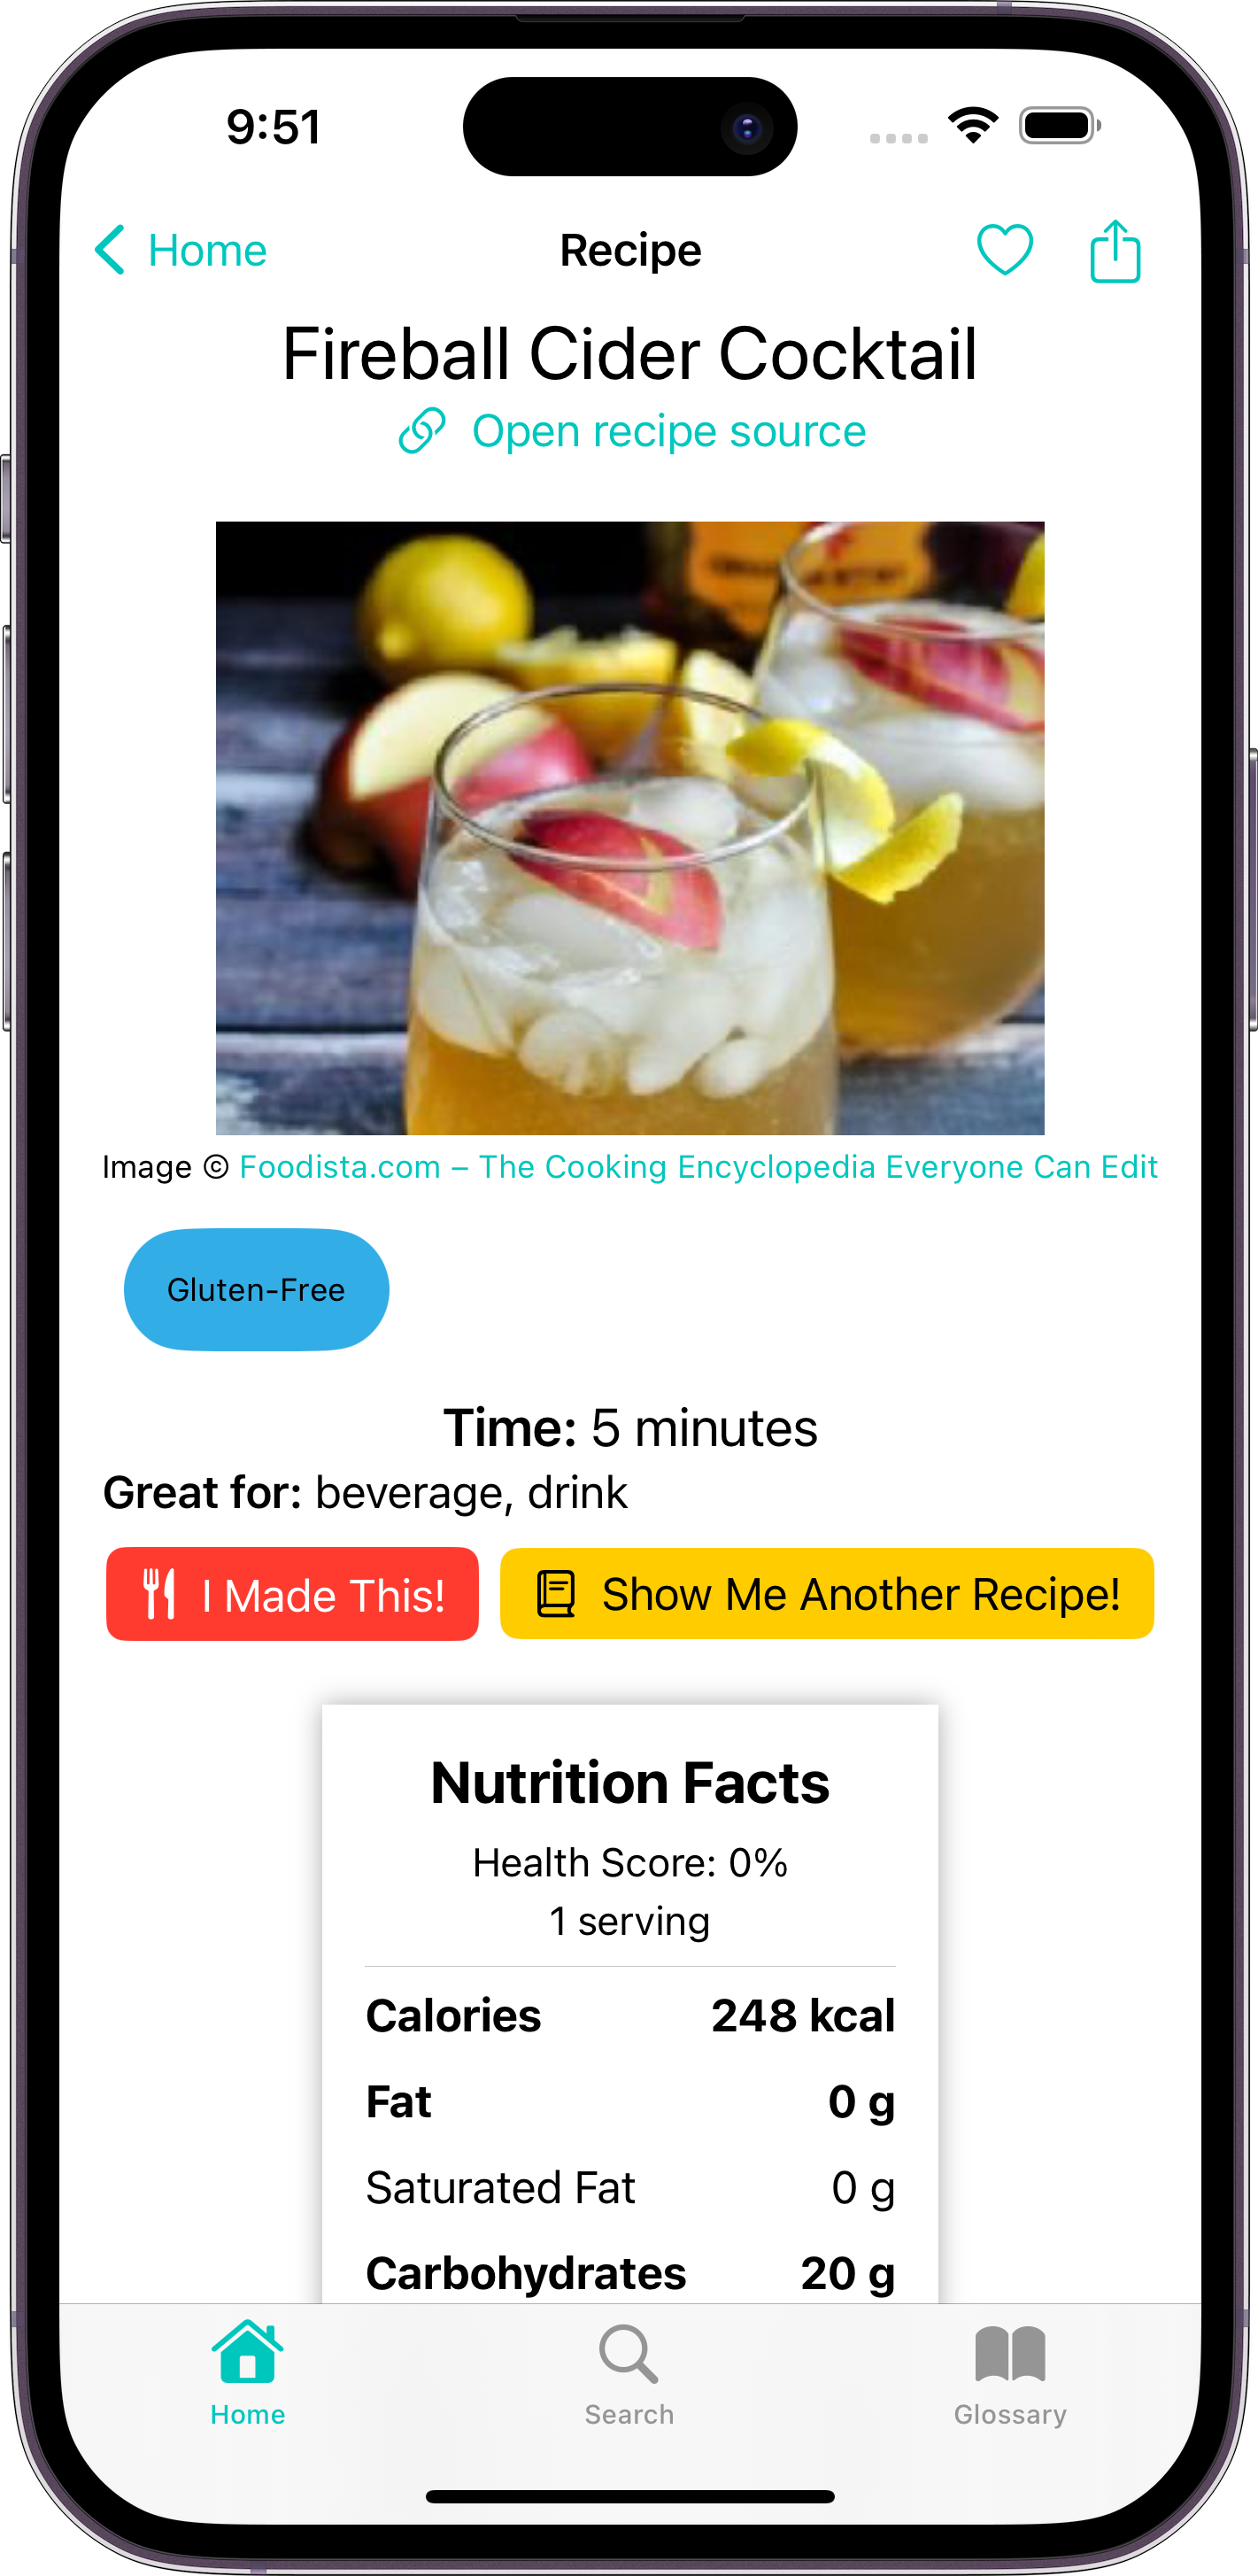 9:51
Home
Recipe
Fireball Cider Cocktail
Open recipe source
Image © Foodista.com – The Cooking Encyclopedia Everyone Can Edit
Gluten-Free
Time: 5 minutes
Great for: beverage, drink
I Made This!
Show Me Another Recipe!
Nutrition Facts
Health Score: 0%
1 serving
Calories 248 kcal
Fat 0 g
Saturated Fat 0 g
Carbohydrates 20 g
Home
Search
Glossary